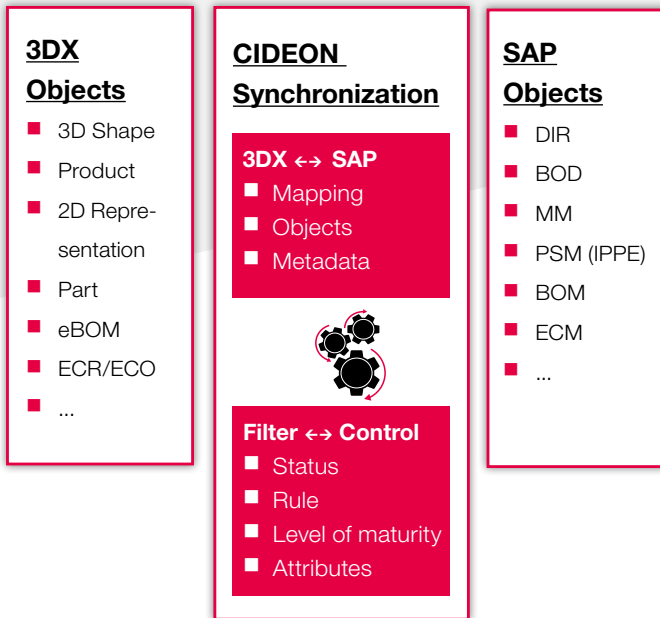 3DX
Objects
3D Shape
Product
2D Repre-
sentation
Part
eBOM
ECR/ECO
...
CIDEON
Synchronization
3DX ←→ SAP
Mapping
Objects
Metadata
Filter ←→ Control
Status
Rule
Level of maturity
Attributes
SAP
Objects
DIR
BOD
MM
PSM (IPPE)
BOM
ECM
...